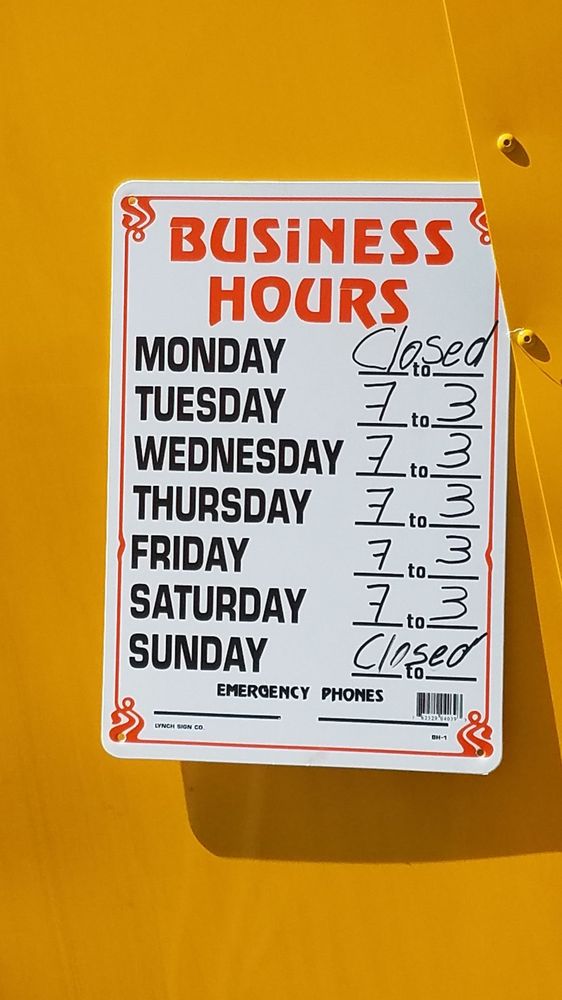 BUSiNESS
HOURS
MONDAY Closed to
TUESDAY 7 to 3
WEDNESDAY 7 to 3
THURSDAY 7 to 3
FRIDAY 7 to 3
SATURDAY 7 to 3
SUNDAY Closed to
EMERGENCY PHONES
LYNCH SIGN CO. BH-1